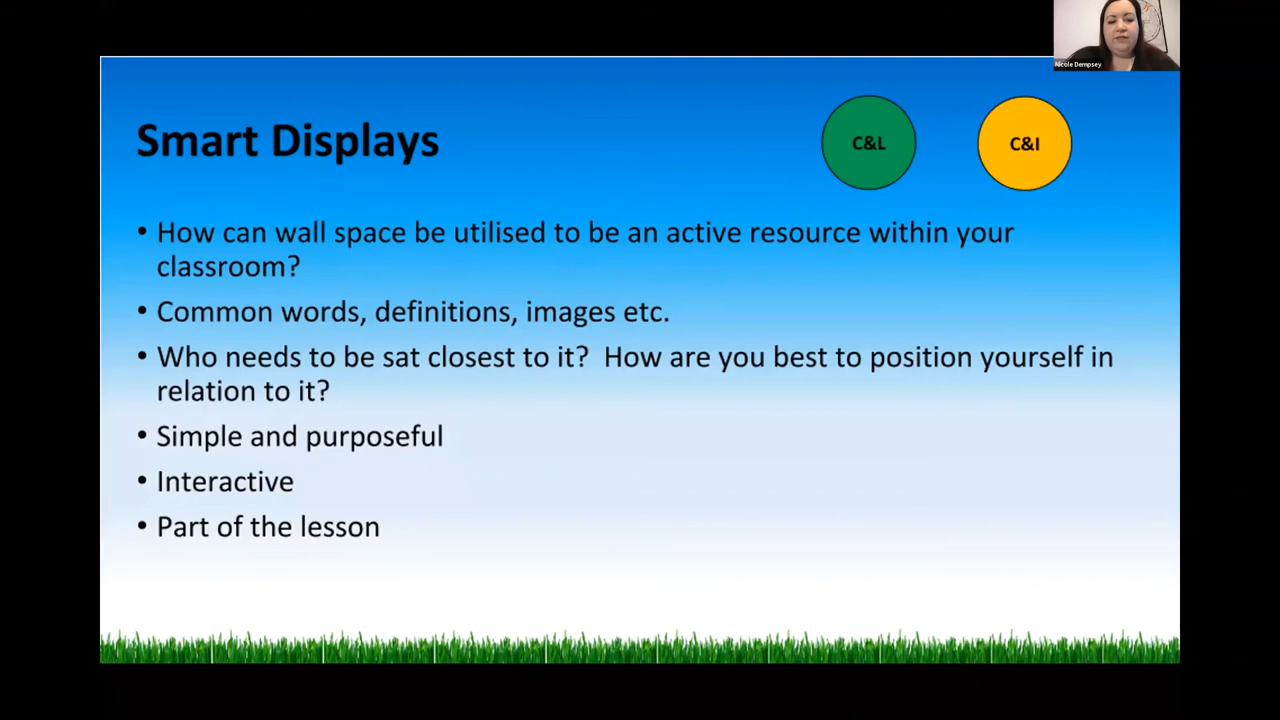 Nicole Dempsey
Smart Displays
C&L
C&I
• How can wall space be utilised to be an active resource within your
classroom?
• Common words, definitions, images etc.
• Who needs to be sat closest to it?  How are you best to position yourself in
relation to it?
• Simple and purposeful
• Interactive
• Part of the lesson